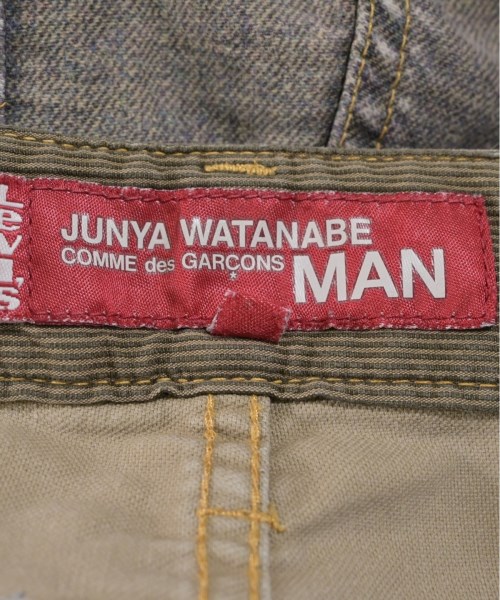 Levi's
JUNYA WATANABE
COMME des GARÇONS
MAN